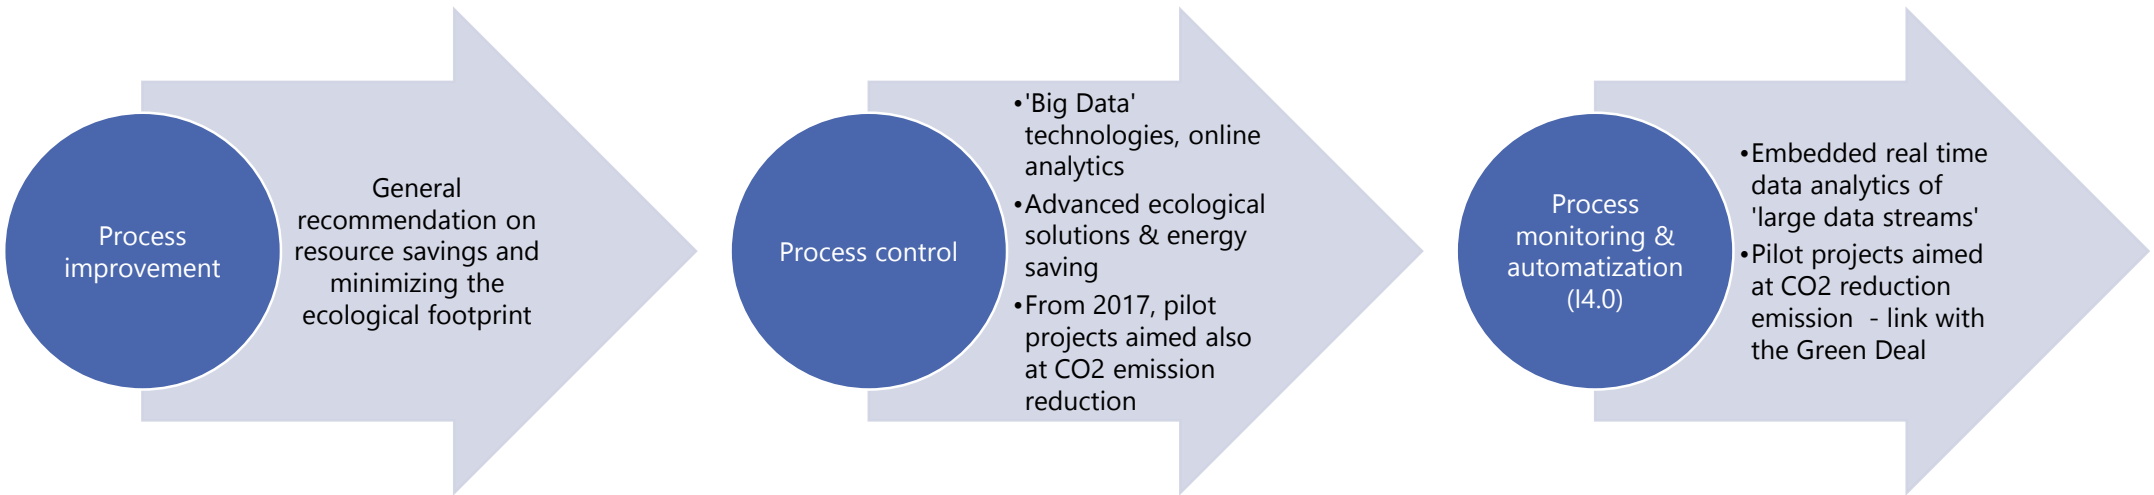 Process
improvement
General
recommendation on
resource savings and
minimizing the
ecological footprint
Process control
•'Big Data'
technologies, online
analytics
•Advanced ecological
solutions & energy
saving
•From 2017, pilot
projects aimed also
at CO2 emission
reduction
Process
monitoring &
automatization
(I4.0)
•Embedded real time
data analytics of
'large data streams'
•Pilot projects aimed
at CO2 reduction
emission  - link with
the Green Deal